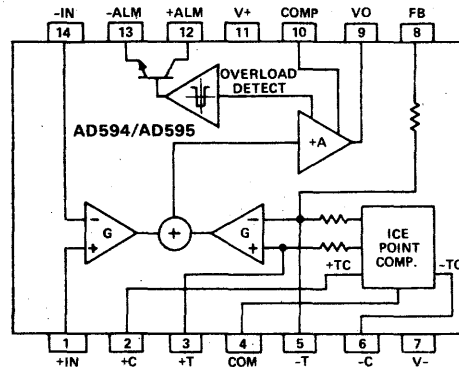 -IN -ALM +ALM V+ COMP VO FB
14 13 12 11 10 9 8
OVERLOAD
DETECT
AD594/AD595
+A
- G + G -
+ +
ICE
POINT
COMP.
+TC -TC
1 2 3 4 5 6 7
+IN +C +T COM -T -C V-